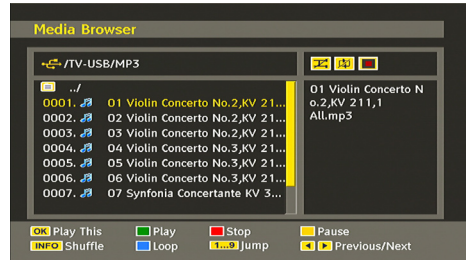 Media Browser
/TV-USB/MP3
../
0001. 01 Violin Concerto No.2,KV 21...
0002. 02 Violin Concerto No.2,KV 21...
0003. 03 Violin Concerto No.2,KV 21...
0004. 04 Violin Concerto No.3,KV 21...
0005. 05 Violin Concerto No.3,KV 21...
0006. 06 Violin Concerto No.3,KV 21...
0007. 07 Synfonia Concertante KV 3...
01 Violin Concerto N
o.2,KV 211,1
All.mp3
OK Play This Play Stop Pause
INFO Shuffle Loop 1...9 Jump Previous/Next